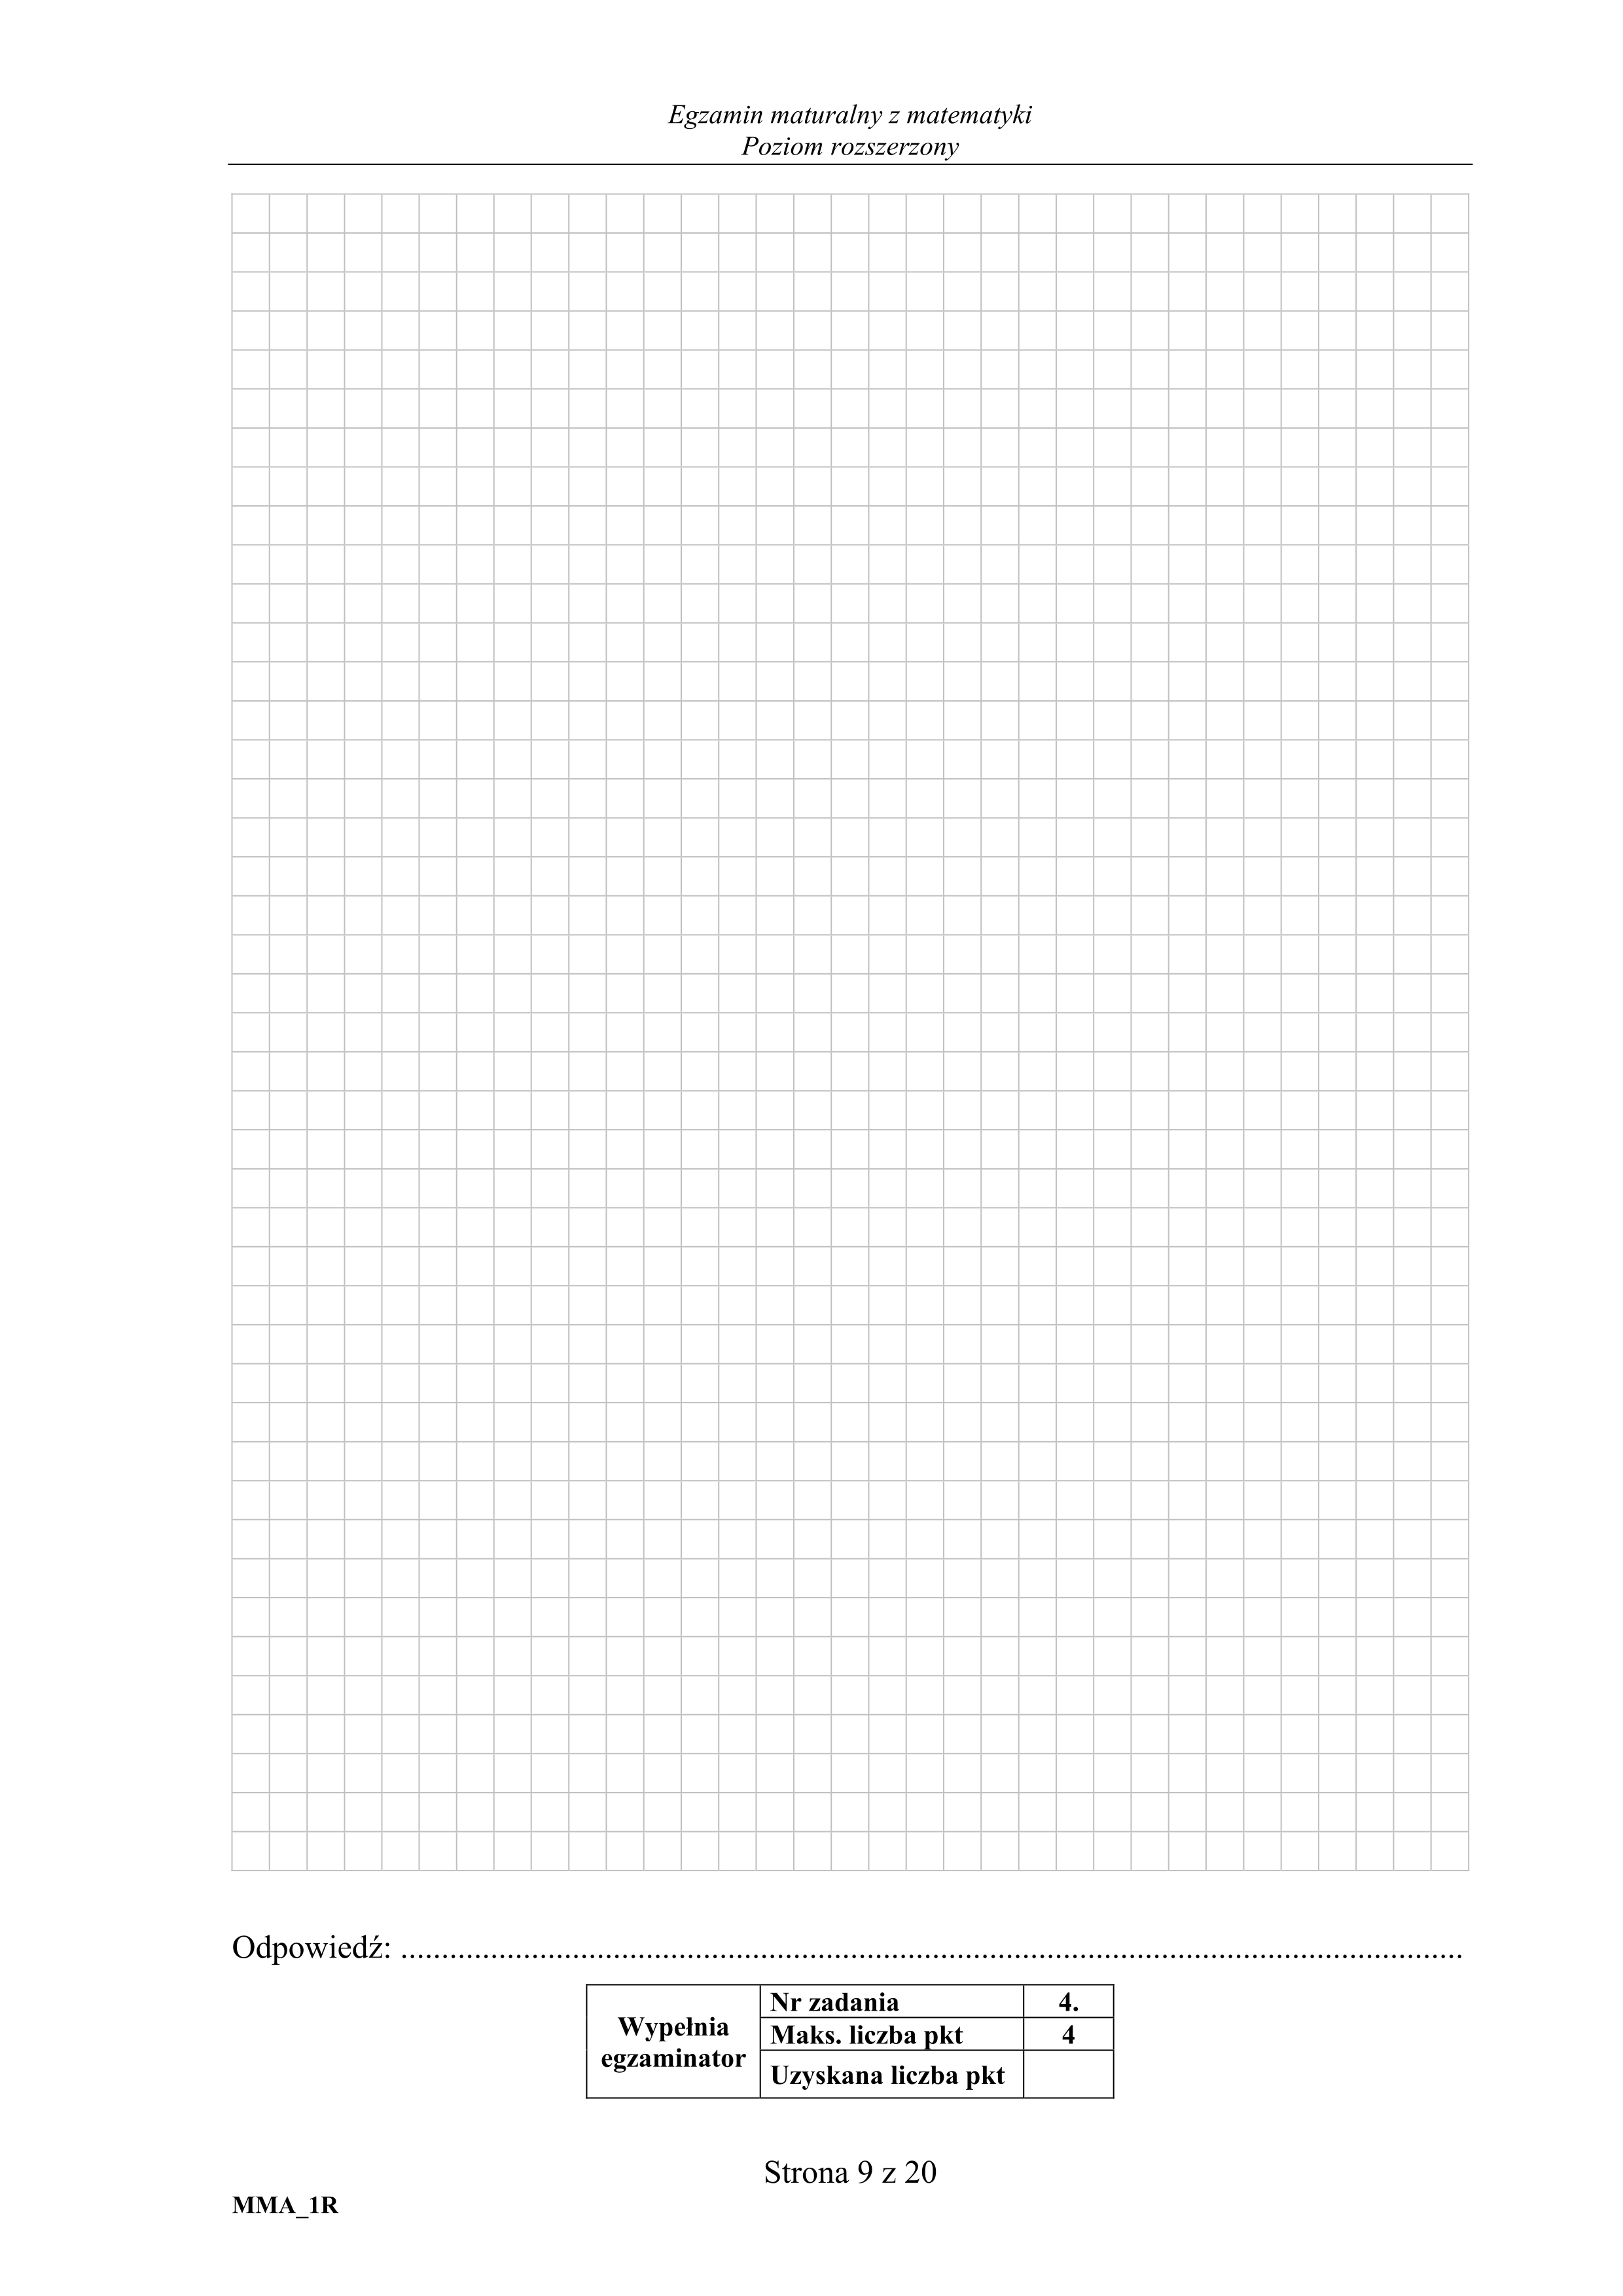 Egzamin maturalny z matematyki
Poziom rozszerzony
Odpowiedź: ..................................................................................................................................
Wypełnia egzaminator
Nr zadania 4.
Maks. liczba pkt 4
Uzyskana liczba pkt
Strona 9 z 20
MMA_1R